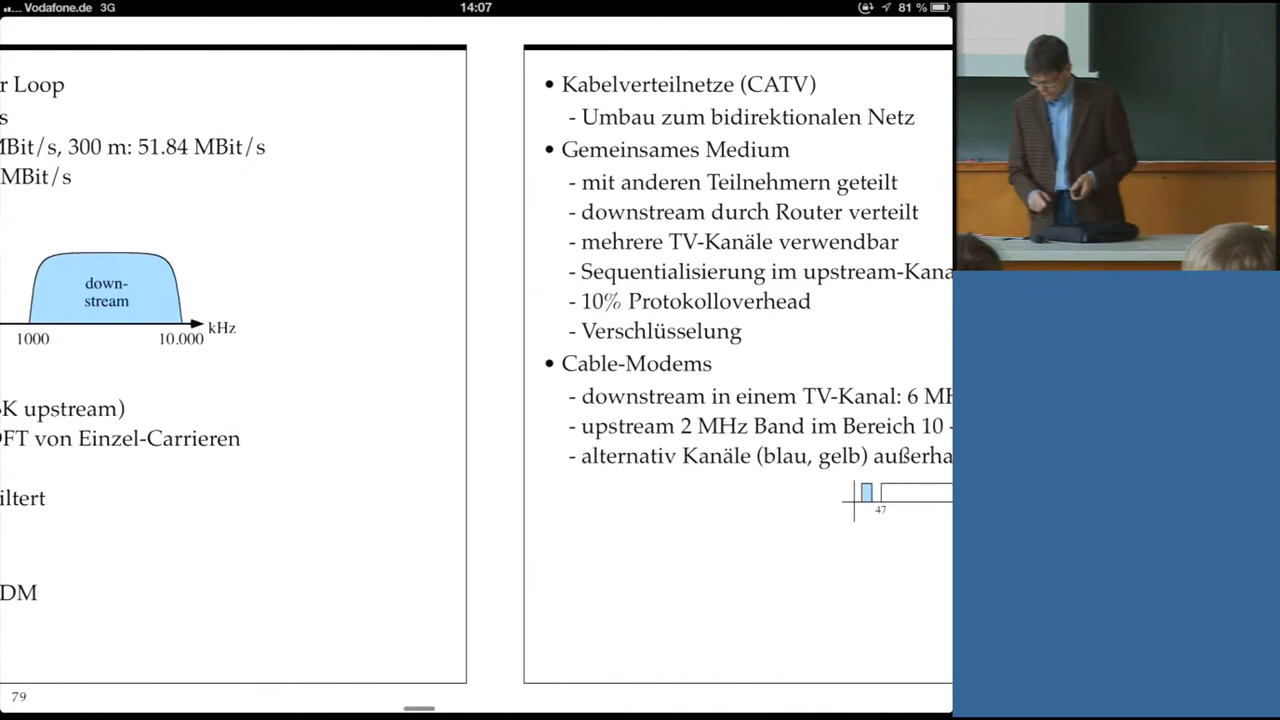 Vodafone.de 3G 14:07 81 %
r Loop
s
MBit/s, 300 m: 51.84 MBit/s
MBit/s
down-
stream
kHz
1000 10.000
K upstream)
FT von Einzel-Carrieren
iltert
DM
79
• Kabelverteilnetze (CATV)
- Umbau zum bidirektionalen Netz
• Gemeinsames Medium
- mit anderen Teilnehmern geteilt
- downstream durch Router verteilt
- mehrere TV-Kanäle verwendbar
- Sequentialisierung im upstream-Kana
- 10% Protokolloverhead
- Verschlüsselung
• Cable-Modems
- downstream in einem TV-Kanal: 6 MH
- upstream 2 MHz Band im Bereich 10 -
- alternativ Kanäle (blau, gelb) außerha
47